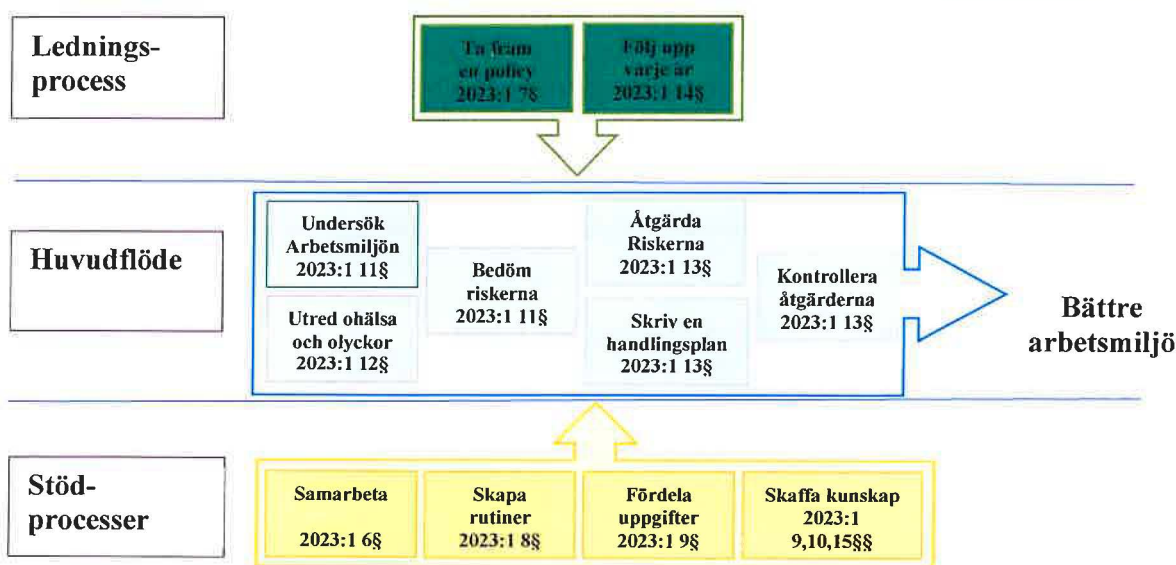 Lednings-
process
Ta fram
en policy
2023:1 7§
Följ upp
varje år
2023:1 14§
Huvudflöde
Undersök
Arbetsmiljön
2023:1 11§
Utred ohälsa
och olyckor
2023:1 12§
Bedöm
riskerna
2023:1 11§
Åtgärda
Riskerna
2023:1 13§
Skriv en
handlingsplan
2023:1 13§
Kontrollera
åtgärderna
2023:1 13§
Bättre
arbetsmiljö
Stöd-
processer
Samarbeta
2023:1 6§
Skapa
rutiner
2023:1 8§
Fördela
uppgifter
2023:1 9§
Skaffa kunskap
2023:1
9,10,15§§